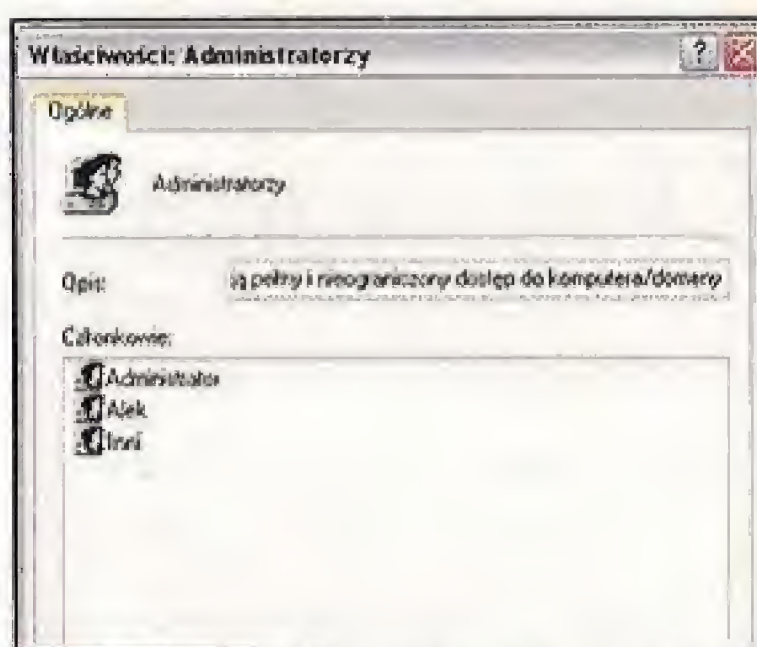 Właściwości: Administratorzy
?
Ogólne
Administratorzy
Opis:
ją pełny i nieograniczony dostęp do komputera/domeny
Członkowie:
Administrator
Alek
Inni